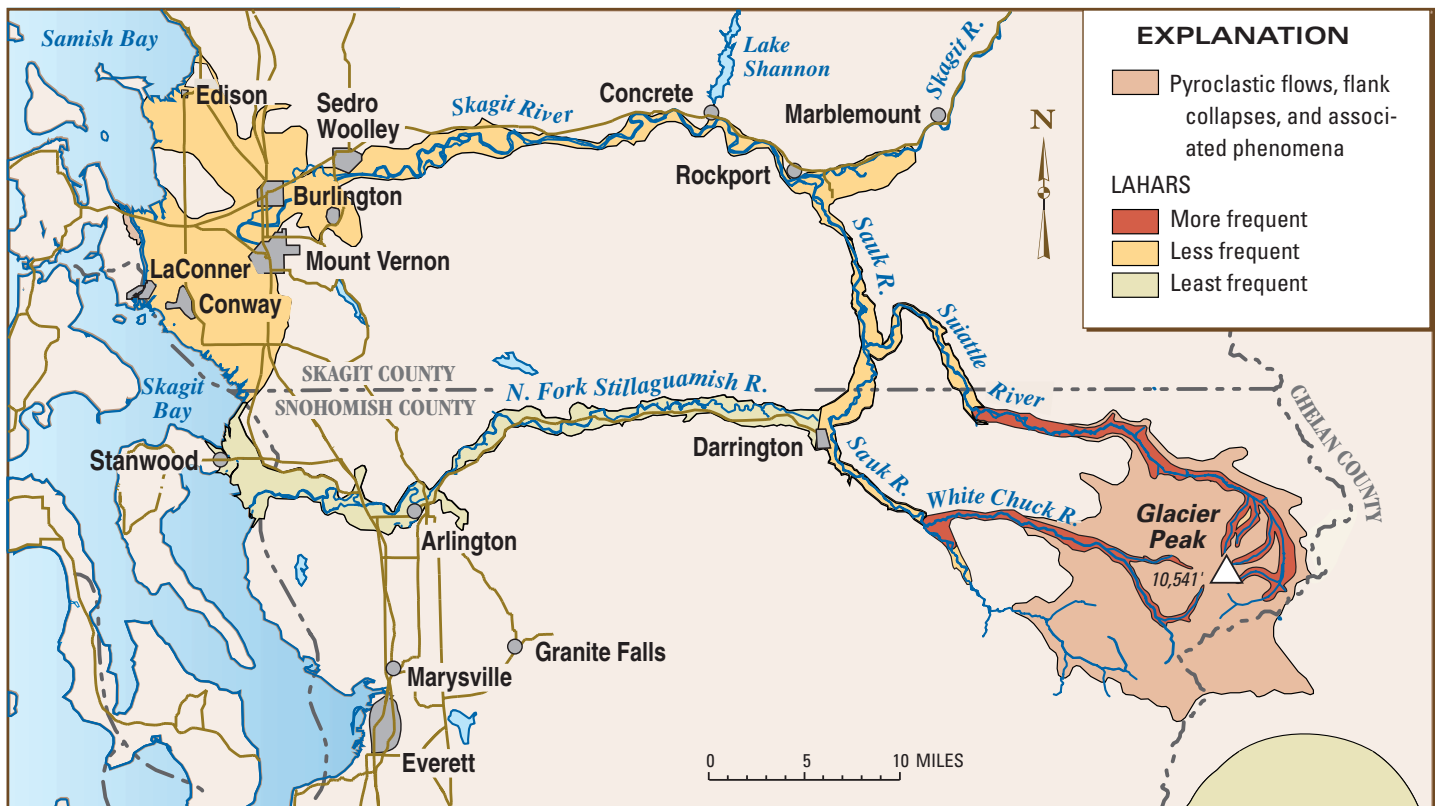 EXPLANATION
Pyroclastic flows, flank
collapses, and associ-
ated phenomena
LAHARS
More frequent
Less frequent
Least frequent
Samish Bay
Edison
Sedro
Woolley
Skagit River
Concrete
Lake
Shannon
Marblemount
Skagit R.
N
Rockport
Burlington
Mount Vernon
LaConner
Conway
Sauk R.
Suiattle
River
SKAGIT COUNTY
SNOHOMISH COUNTY
CHELAN COUNTY
Skagit
Bay
N. Fork Stillaguamish R.
Darrington
Stanwood
Sauk R.
White Chuck R.
Glacier
Peak
10,541'
Arlington
Granite Falls
Marysville
Everett
0 5 10 MILES